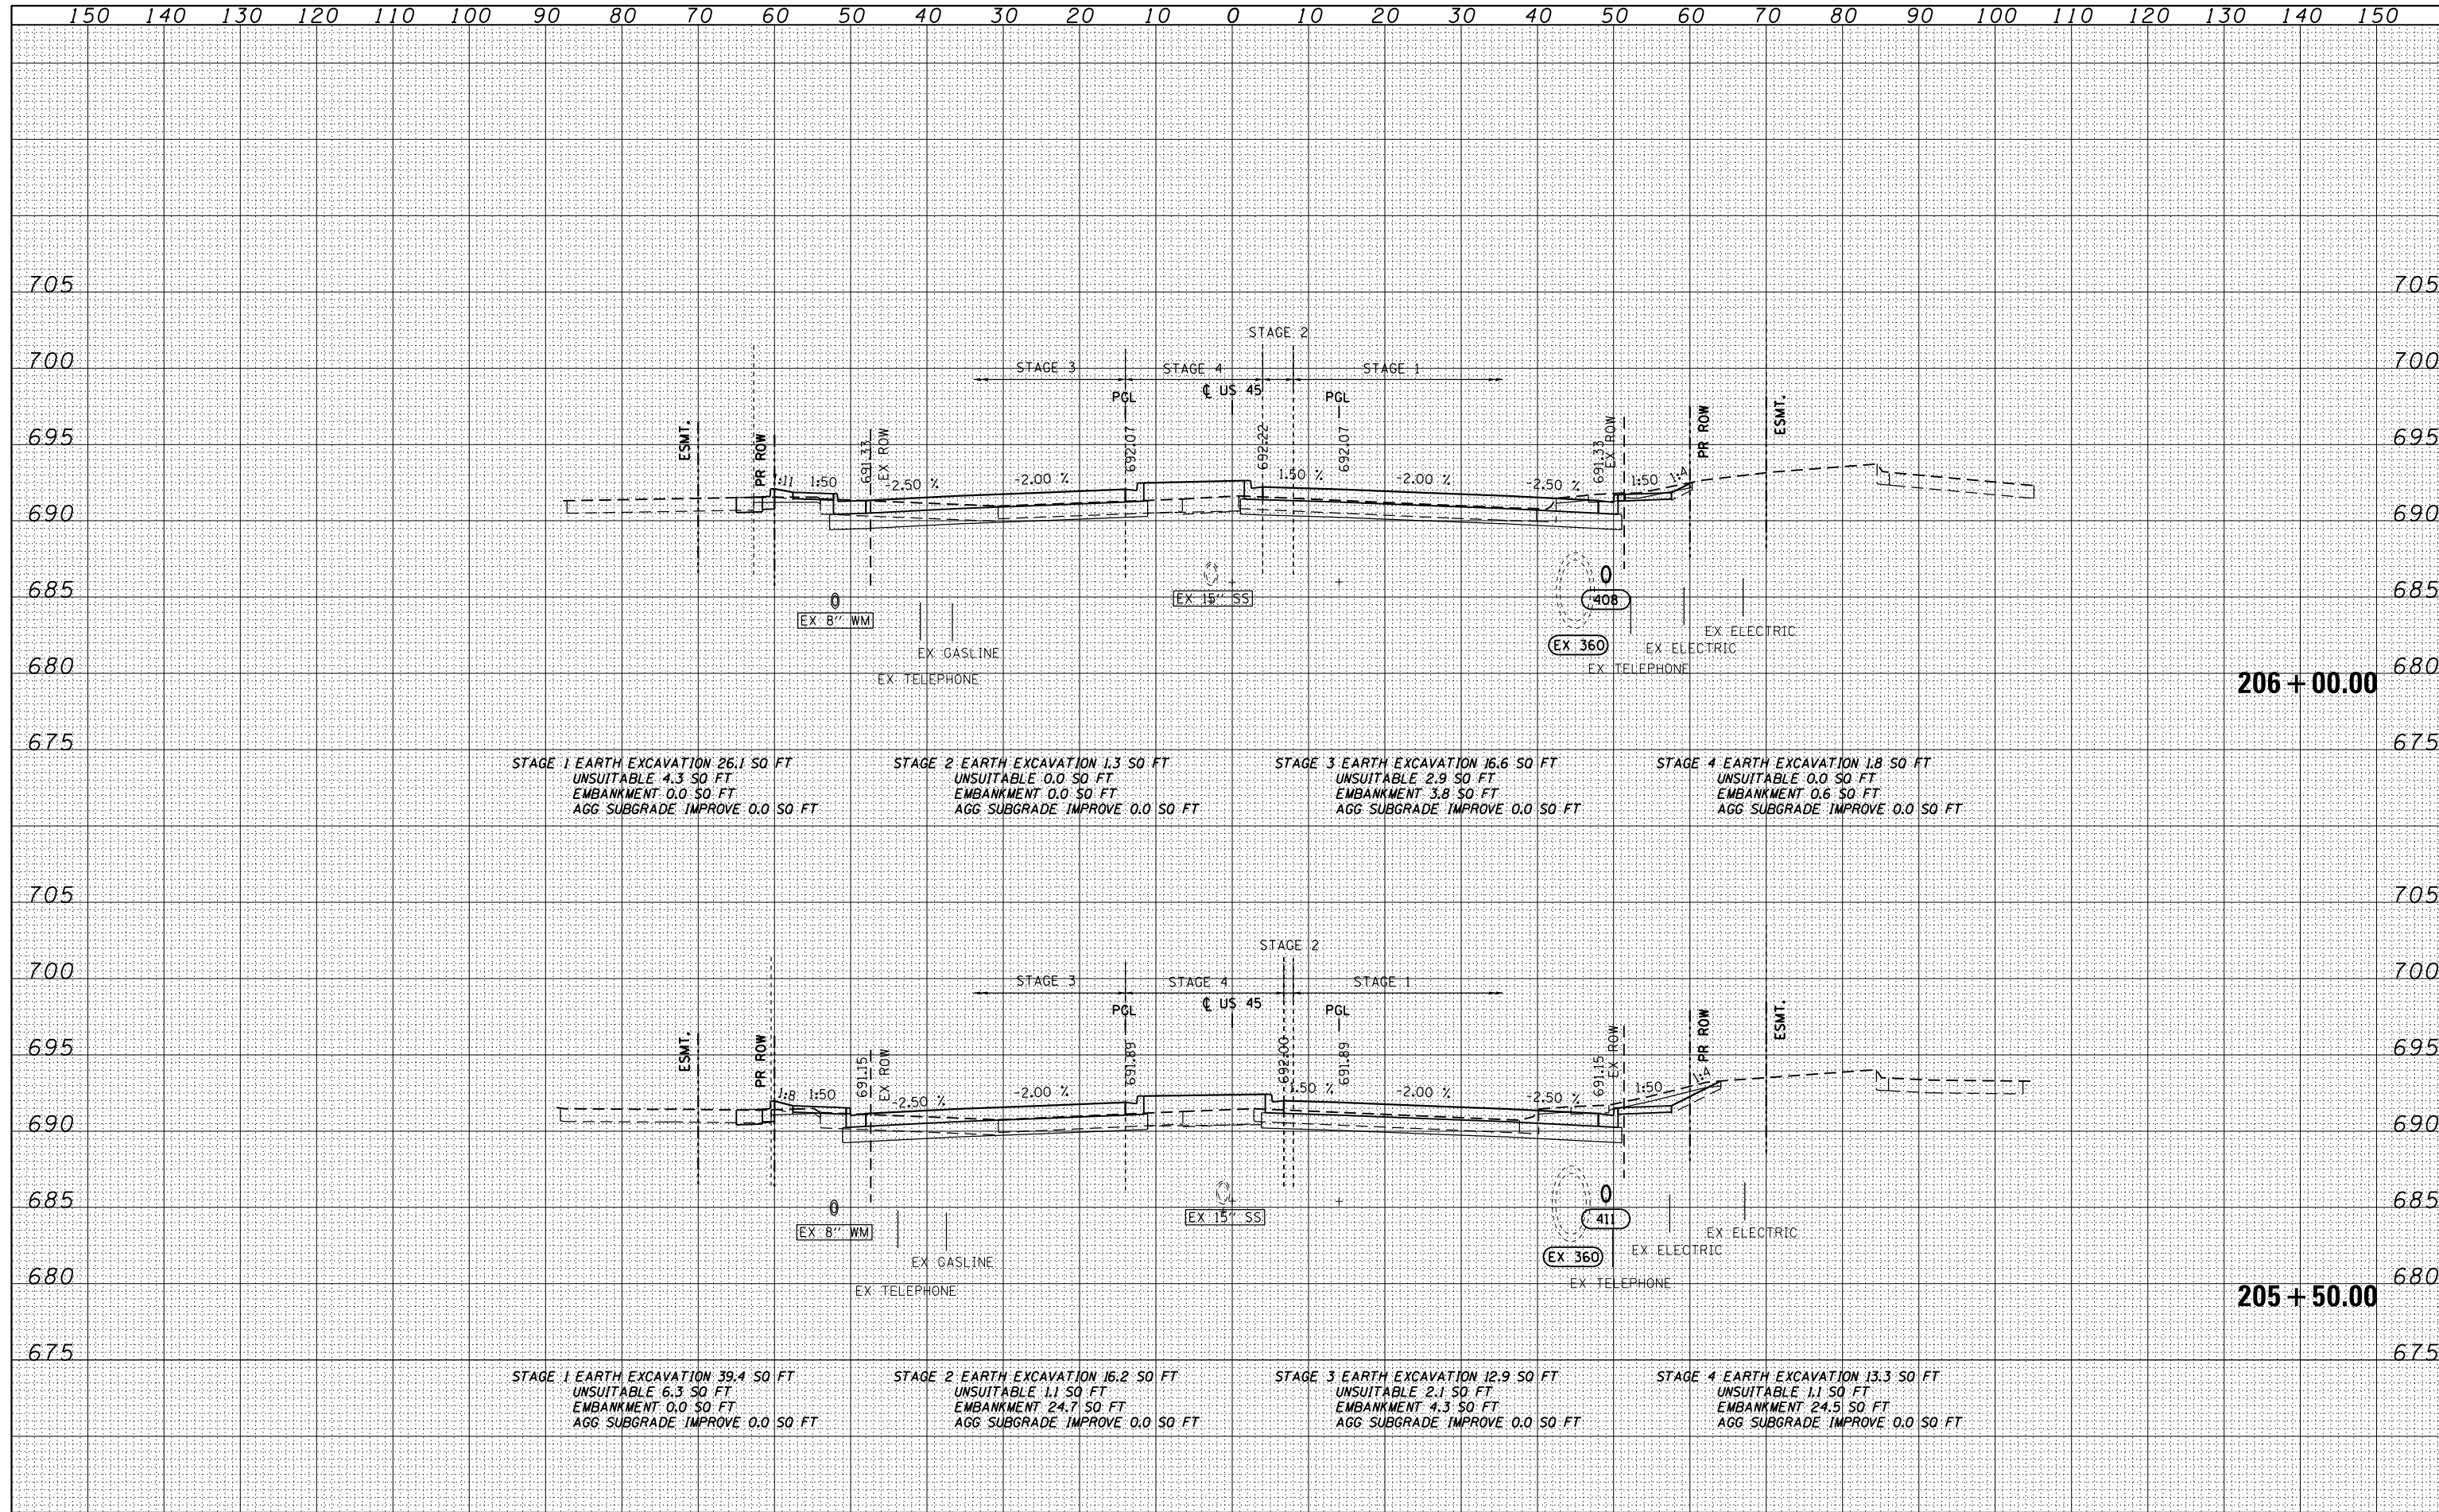 150 140 130 120 110 100 90 80 70 60 50 40 30 20 10 0 10 20 30 40 50 60 70 80 90 100 110 120 130 140 150
705 705
STAGE 2
700 700
STAGE 3 STAGE 4 STAGE 1
℄ US 45
PGL PGL
695 695
ESMT. PR ROW 691.33 EX ROW 692.07 692.22 692.07 691.33 EX ROW PR ROW ESMT.
1:11 1:50 -2.50 % -2.00 % 1.50 % -2.00 % -2.50 % 1:50 1:4
690 690
685 685
EX 8'' WM EX 15'' SS 408
EX ELECTRIC
EX 360 EX ELECTRIC
EX GASLINE
680 EX TELEPHONE 680
EX TELEPHONE
206+00.00
675 675
STAGE 1 EARTH EXCAVATION 26.1 SQ FT
UNSUITABLE 4.3 SQ FT
EMBANKMENT 0.0 SQ FT
AGG SUBGRADE IMPROVE 0.0 SQ FT
STAGE 2 EARTH EXCAVATION 1.3 SQ FT
UNSUITABLE 0.0 SQ FT
EMBANKMENT 0.0 SQ FT
AGG SUBGRADE IMPROVE 0.0 SQ FT
STAGE 3 EARTH EXCAVATION 16.6 SQ FT
UNSUITABLE 2.9 SQ FT
EMBANKMENT 3.8 SQ FT
AGG SUBGRADE IMPROVE 0.0 SQ FT
STAGE 4 EARTH EXCAVATION 1.8 SQ FT
UNSUITABLE 0.0 SQ FT
EMBANKMENT 0.6 SQ FT
AGG SUBGRADE IMPROVE 0.0 SQ FT
705 705
STAGE 2
700 700
STAGE 3 STAGE 4 STAGE 1
℄ US 45
PGL PGL
695 695
ESMT. PR ROW 691.15 EX ROW 691.89 692.00 691.89 691.15 EX ROW PR ROW ESMT.
1:8 1:50 -2.50 % -2.00 % 1.50 % -2.00 % -2.50 % 1:50 1:4
690 690
685 685
EX 8'' WM EX 15'' SS 411
EX ELECTRIC
EX 360 EX ELECTRIC
EX GASLINE
680 EX TELEPHONE 680
EX TELEPHONE
205+50.00
675 675
STAGE 1 EARTH EXCAVATION 39.4 SQ FT
UNSUITABLE 6.3 SQ FT
EMBANKMENT 0.0 SQ FT
AGG SUBGRADE IMPROVE 0.0 SQ FT
STAGE 2 EARTH EXCAVATION 16.2 SQ FT
UNSUITABLE 1.1 SQ FT
EMBANKMENT 24.7 SQ FT
AGG SUBGRADE IMPROVE 0.0 SQ FT
STAGE 3 EARTH EXCAVATION 12.9 SQ FT
UNSUITABLE 2.1 SQ FT
EMBANKMENT 4.3 SQ FT
AGG SUBGRADE IMPROVE 0.0 SQ FT
STAGE 4 EARTH EXCAVATION 13.3 SQ FT
UNSUITABLE 1.1 SQ FT
EMBANKMENT 24.5 SQ FT
AGG SUBGRADE IMPROVE 0.0 SQ FT